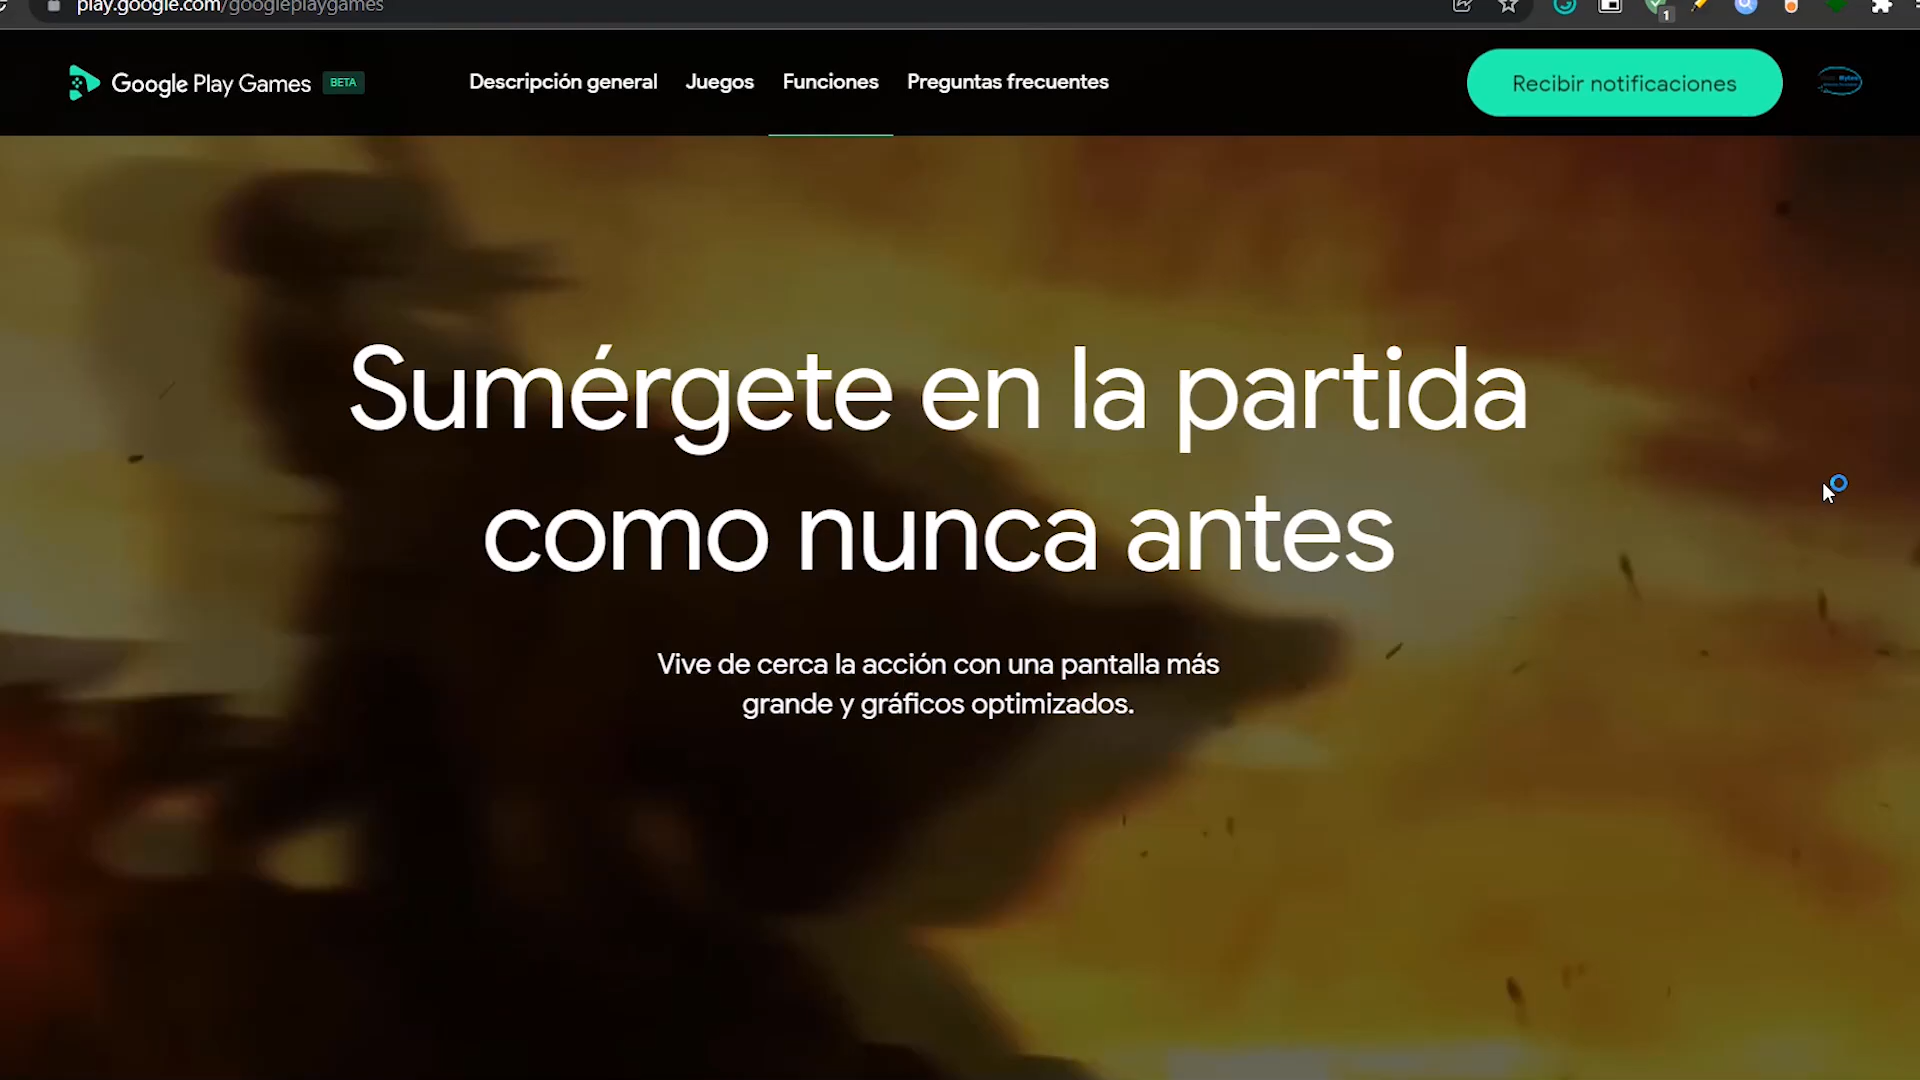 play.google.com/googleplaygames
1
Google Play Games BETA
Descripción general Juegos Funciones Preguntas frecuentes
Recibir notificaciones
Sumérgete en la partida
como nunca antes
Vive de cerca la acción con una pantalla más
grande y gráficos optimizados.